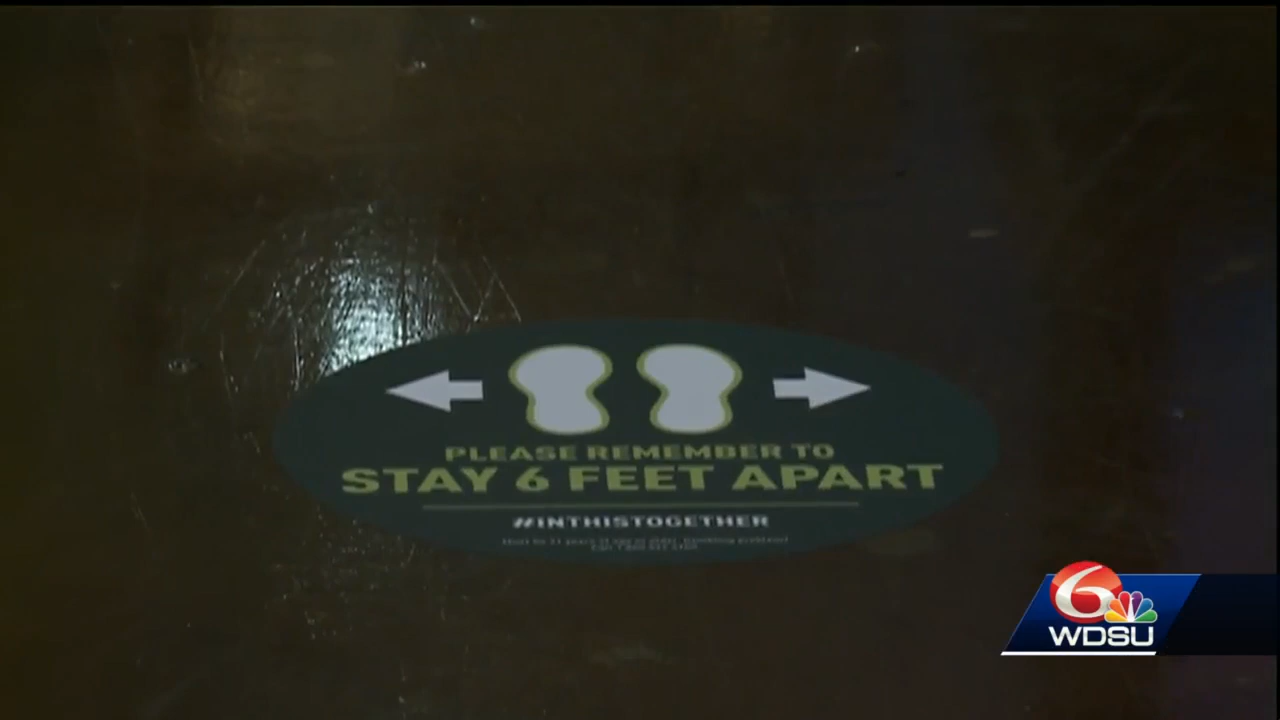 PLEASE REMEMBER TO
STAY 6 FEET APART
#INTHISTOGETHER
6
WDSU